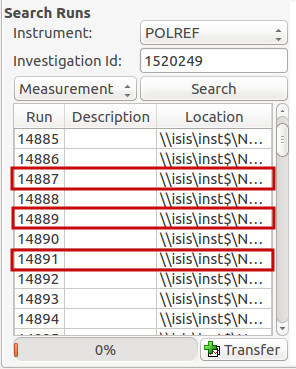 Search Runs
Instrument: POLREF
Investigation Id: 1520249
Measurement Search
Run Description Location
14885 \\isis\inst$\N...
14886 \\isis\inst$\N...
14887 \\isis\inst$\N...
14888 \\isis\inst$\N...
14889 \\isis\inst$\N...
14890 \\isis\inst$\N...
14891 \\isis\inst$\N...
14892 \\isis\inst$\N...
14893 \\isis\inst$\N...
14894 \\isis\inst$\N...
0% Transfer